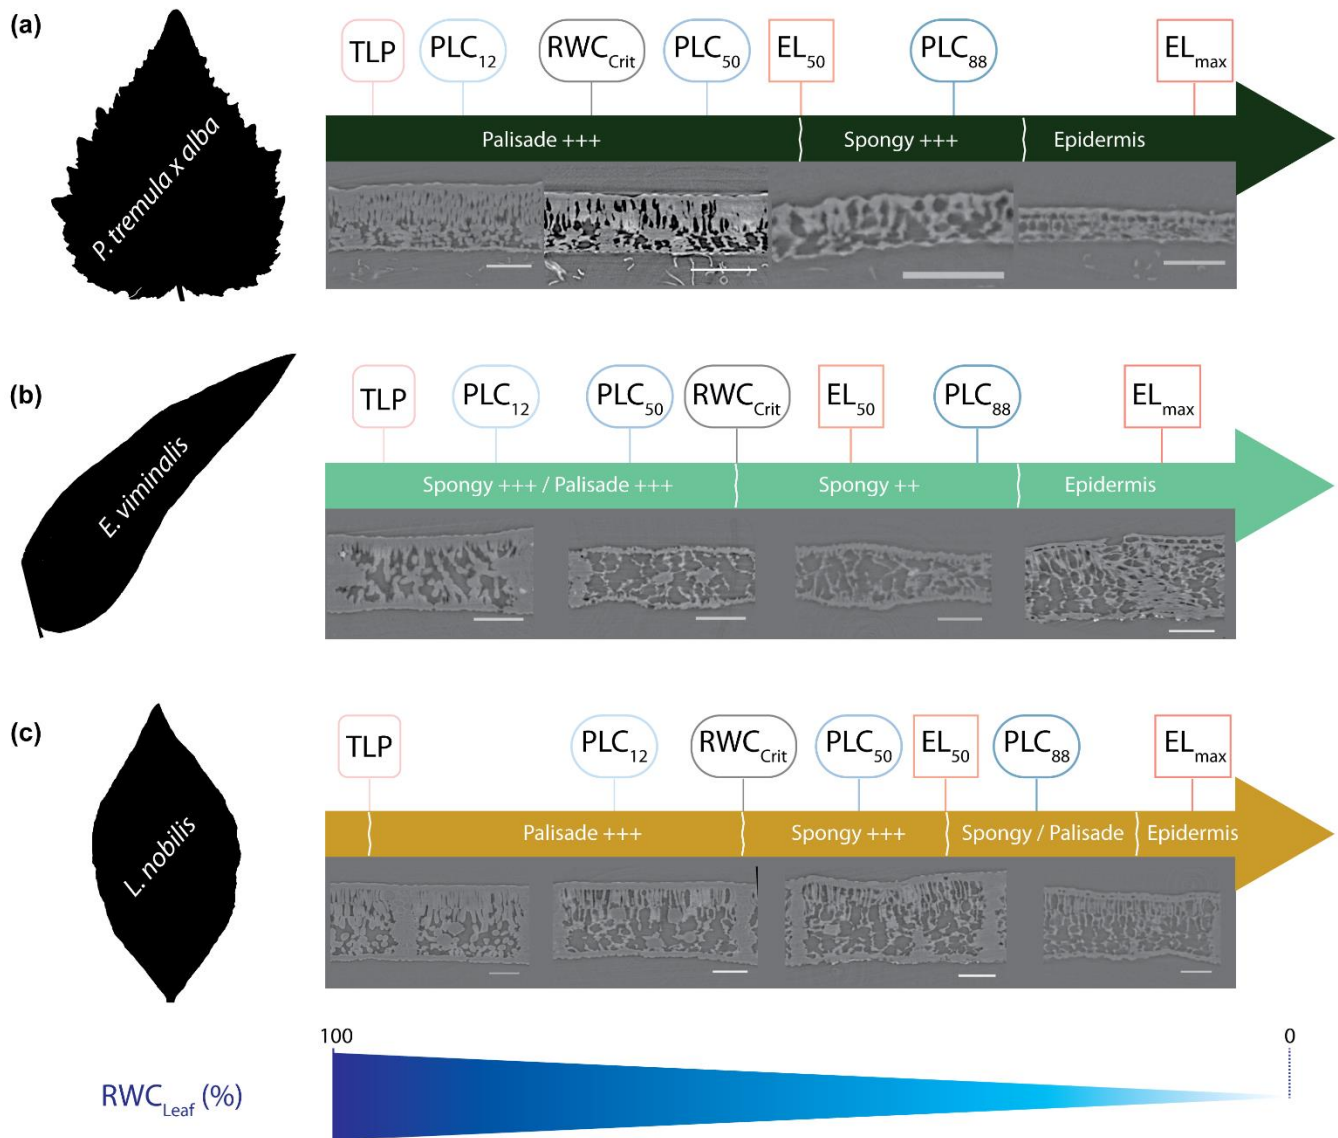 (a)
P. tremula x alba
TLP
PLC12
RWCCrit
PLC50
EL50
PLC88
ELmax
Palisade +++
Spongy +++
Epidermis
(b)
E. viminalis
TLP
PLC12
PLC50
RWCCrit
EL50
PLC88
ELmax
Spongy +++ / Palisade +++
Spongy ++
Epidermis
(c)
L. nobilis
TLP
PLC12
RWCCrit
PLC50
EL50
PLC88
ELmax
Palisade +++
Spongy +++
Spongy / Palisade
Epidermis
100
0
RWCLeaf (%)